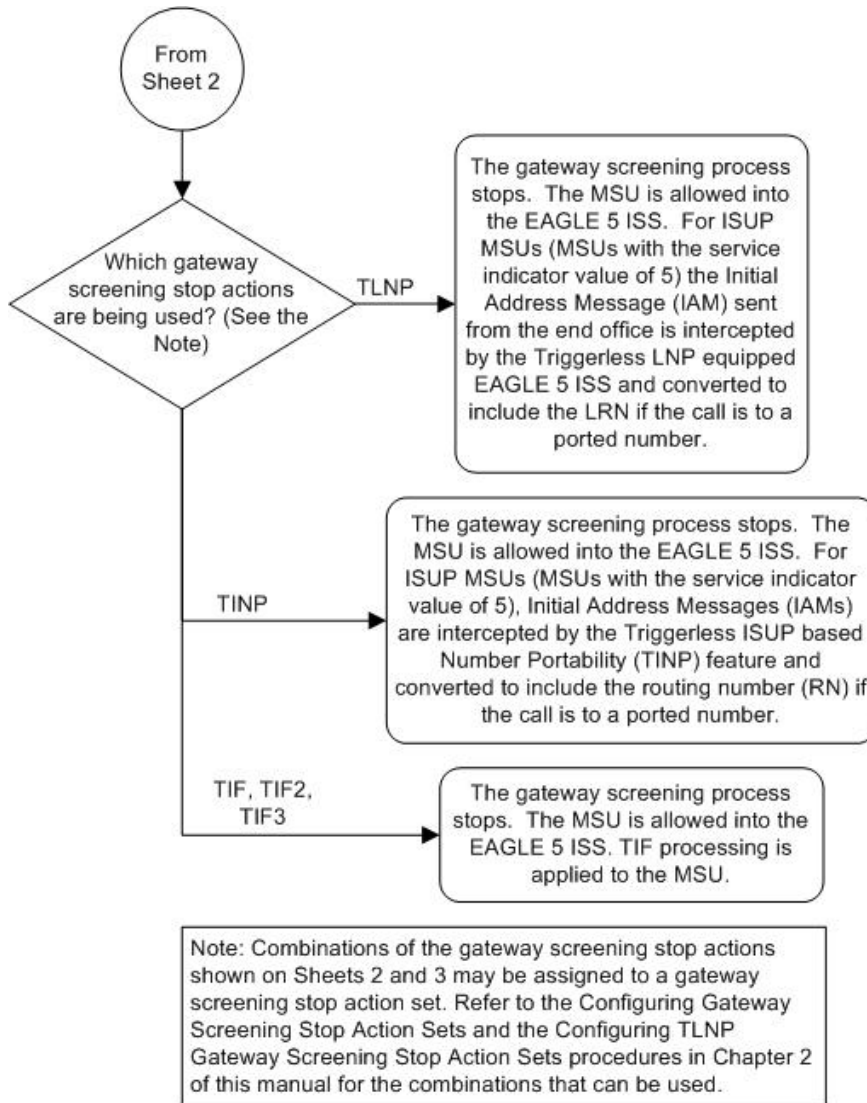 From
Sheet 2
Which gateway
screening stop actions
are being used? (See the
Note)
TLNP
The gateway screening process
stops. The MSU is allowed into
the EAGLE 5 ISS. For ISUP
MSUs (MSUs with the service
indicator value of 5) the Initial
Address Message (IAM) sent
from the end office is intercepted
by the Triggerless LNP equipped
EAGLE 5 ISS and converted to
include the LRN if the call is to a
ported number.
TINP
The gateway screening process stops. The
MSU is allowed into the EAGLE 5 ISS. For
ISUP MSUs (MSUs with the service indicator
value of 5), Initial Address Messages (IAMs)
are intercepted by the Triggerless ISUP based
Number Portability (TINP) feature and
converted to include the routing number (RN) if
the call is to a ported number.
TIF, TIF2,
TIF3
The gateway screening process
stops. The MSU is allowed into the
EAGLE 5 ISS. TIF processing is
applied to the MSU.
Note: Combinations of the gateway screening stop actions
shown on Sheets 2 and 3 may be assigned to a gateway
screening stop action set. Refer to the Configuring Gateway
Screening Stop Action Sets and the Configuring TLNP
Gateway Screening Stop Action Sets procedures in Chapter 2
of this manual for the combinations that can be used.